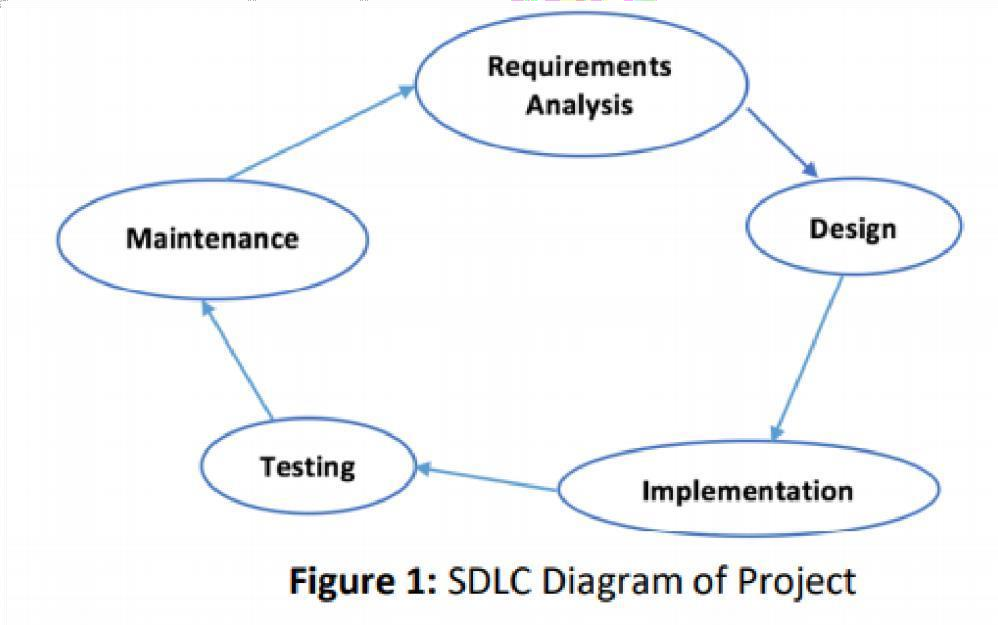 Requirements
Analysis
Design
Implementation
Testing
Maintenance
Figure 1: SDLC Diagram of Project